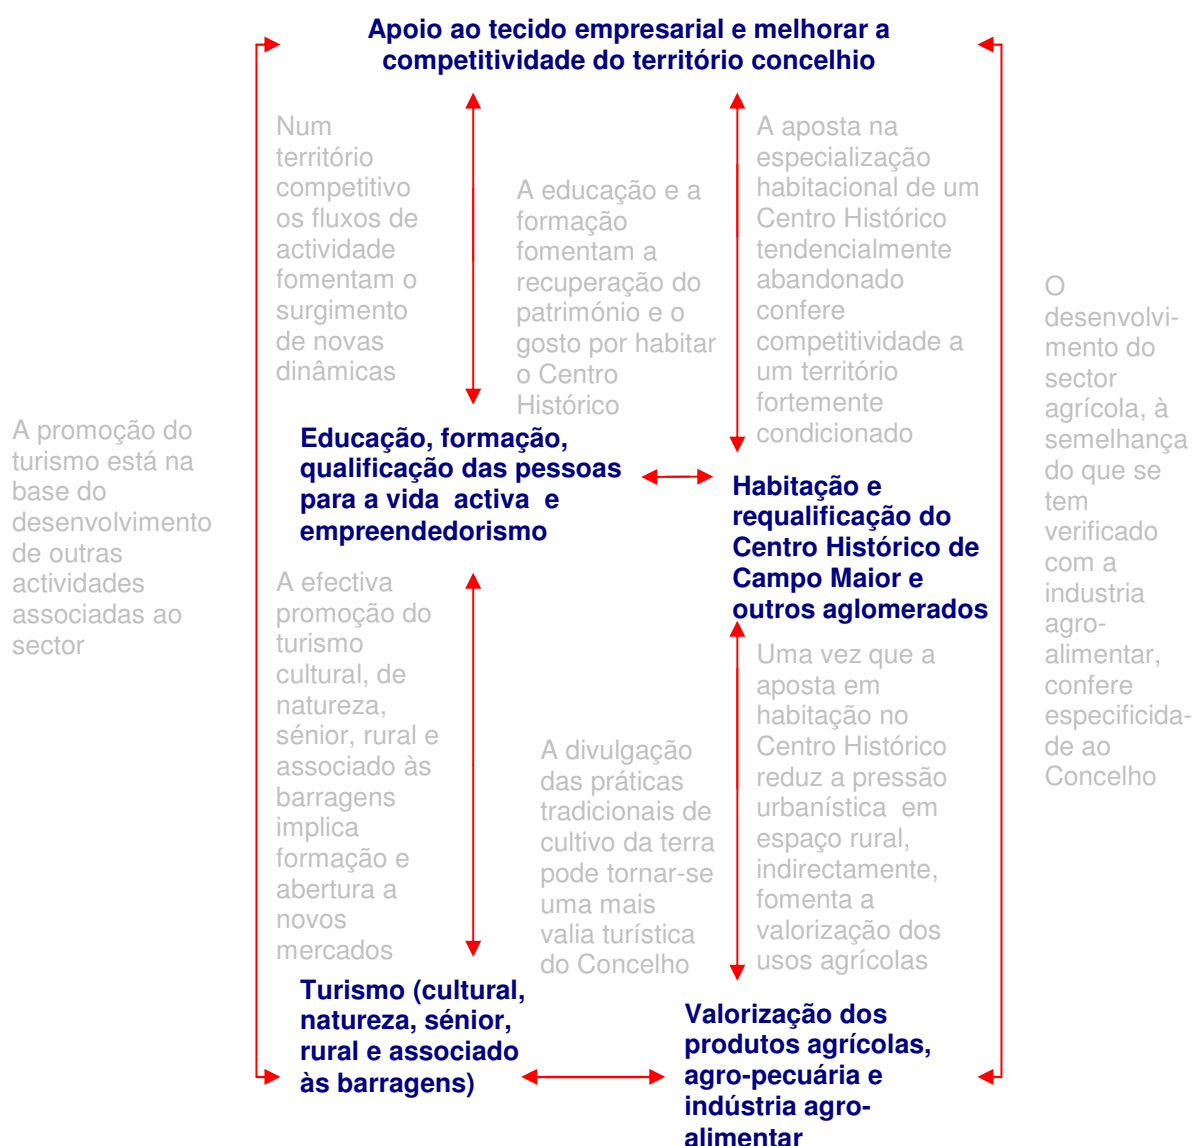 Apoio ao tecido empresarial e melhorar a
competitividade do território concelhio
Num
território
competitivo
os fluxos de
actividade
fomentam o
surgimento
de novas
dinâmicas
A educação e a
formação
fomentam a
recuperação do
património e o
gosto por habitar
o Centro
Histórico
A aposta na
especialização
habitacional de um
Centro Histórico
tendencialmente
abandonado
confere
competitividade a
um território
fortemente
condicionado
A promoção do
turismo está na
base do
desenvolvimento
de outras
actividades
associadas ao
sector
O
desenvolvi-
mento do
sector
agrícola, à
semelhança
do que se
tem
verificado
com a
industria
agro-
alimentar,
confere
especificida-
de ao
Concelho
Educação, formação,
qualificação das pessoas
para a vida activa e
empreendedorismo
Habitação e
requalificação do
Centro Histórico de
Campo Maior e
outros aglomerados
A efectiva
promoção do
turismo
cultural, de
natureza,
sénior, rural e
associado às
barragens
implica
formação e
abertura a
novos
mercados
A divulgação
das práticas
tradicionais de
cultivo da terra
pode tornar-se
uma mais
valia turística
do Concelho
Uma vez que a
aposta em
habitação no
Centro Histórico
reduz a pressão
urbanística em
espaço rural,
indirectamente,
fomenta a
valorização dos
usos agrícolas
Turismo (cultural,
natureza, sénior,
rural e associado
às barragens)
Valorização dos
produtos agrícolas,
agro-pecuária e
indústria agro-
alimentar